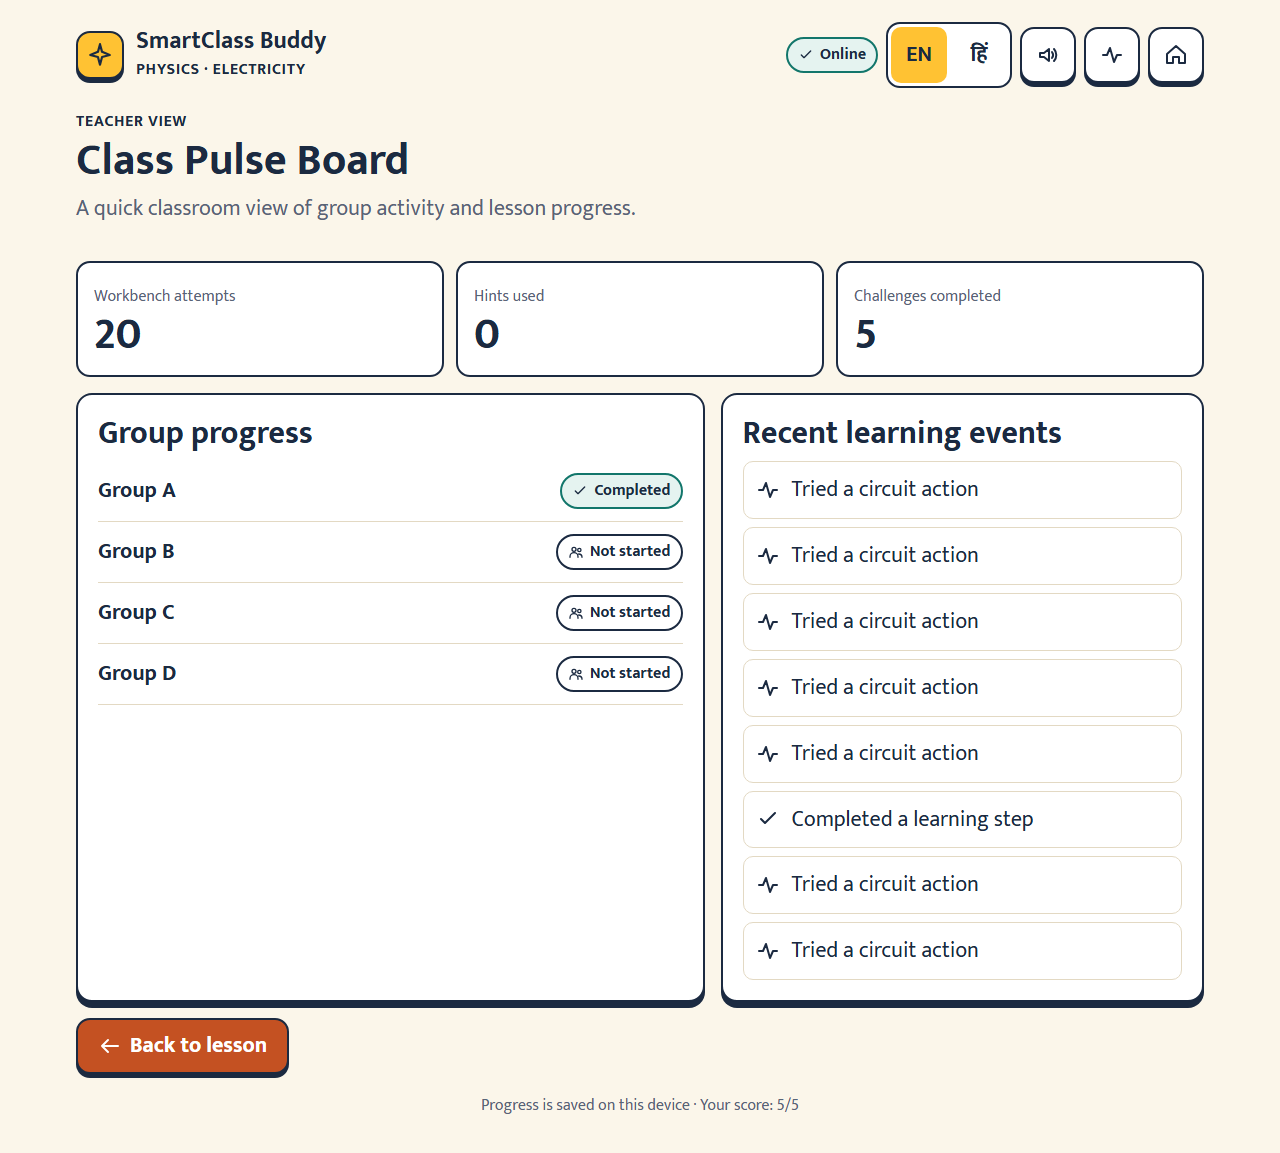 SmartClass Buddy
PHYSICS · ELECTRICITY
Online
EN
हिं
TEACHER VIEW
Class Pulse Board
A quick classroom view of group activity and lesson progress.
Workbench attempts
20
Hints used
0
Challenges completed
5
Group progress
Group A
Completed
Group B
Not started
Group C
Not started
Group D
Not started
Recent learning events
Tried a circuit action
Tried a circuit action
Tried a circuit action
Tried a circuit action
Tried a circuit action
Completed a learning step
Tried a circuit action
Tried a circuit action
Back to lesson
Progress is saved on this device · Your score: 5/5